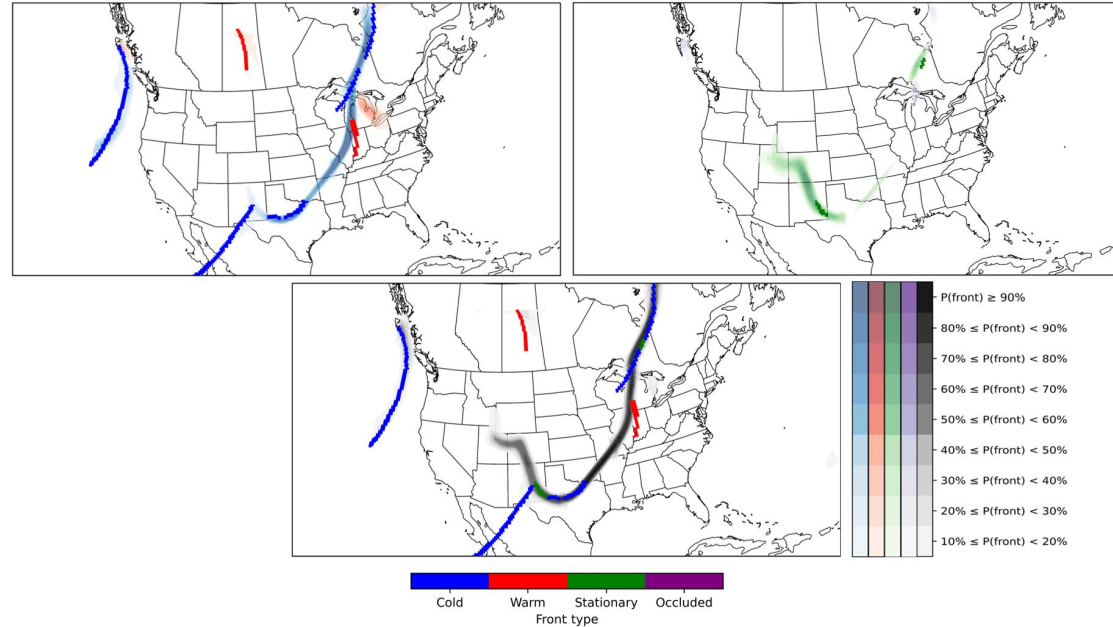 P(front) ≥ 90%
80% ≤ P(front) < 90%
70% ≤ P(front) < 80%
60% ≤ P(front) < 70%
50% ≤ P(front) < 60%
40% ≤ P(front) < 50%
30% ≤ P(front) < 40%
20% ≤ P(front) < 30%
10% ≤ P(front) < 20%
Cold Warm Stationary Occluded
Front type